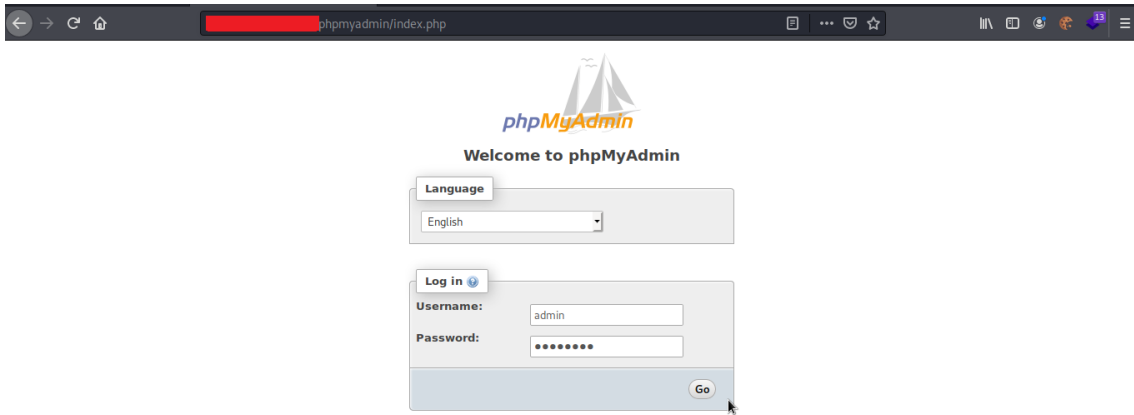 phpmyadmin/index.php
13
phpMyAdmin
Welcome to phpMyAdmin
Language
English
Log in
Username:
admin
Password:
••••••••
Go